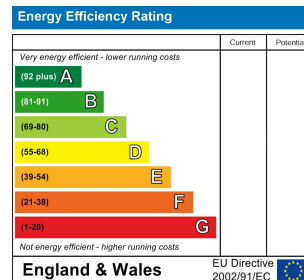 Energy Efficiency Rating
Current Potential
Very energy efficient - lower running costs
(92 plus) A
(81-91) B
(69-80) C
(55-68) D
(39-54) E
(21-38) F
(1-20) G
Not energy efficient - higher running costs
England & Wales
EU Directive
2002/91/EC